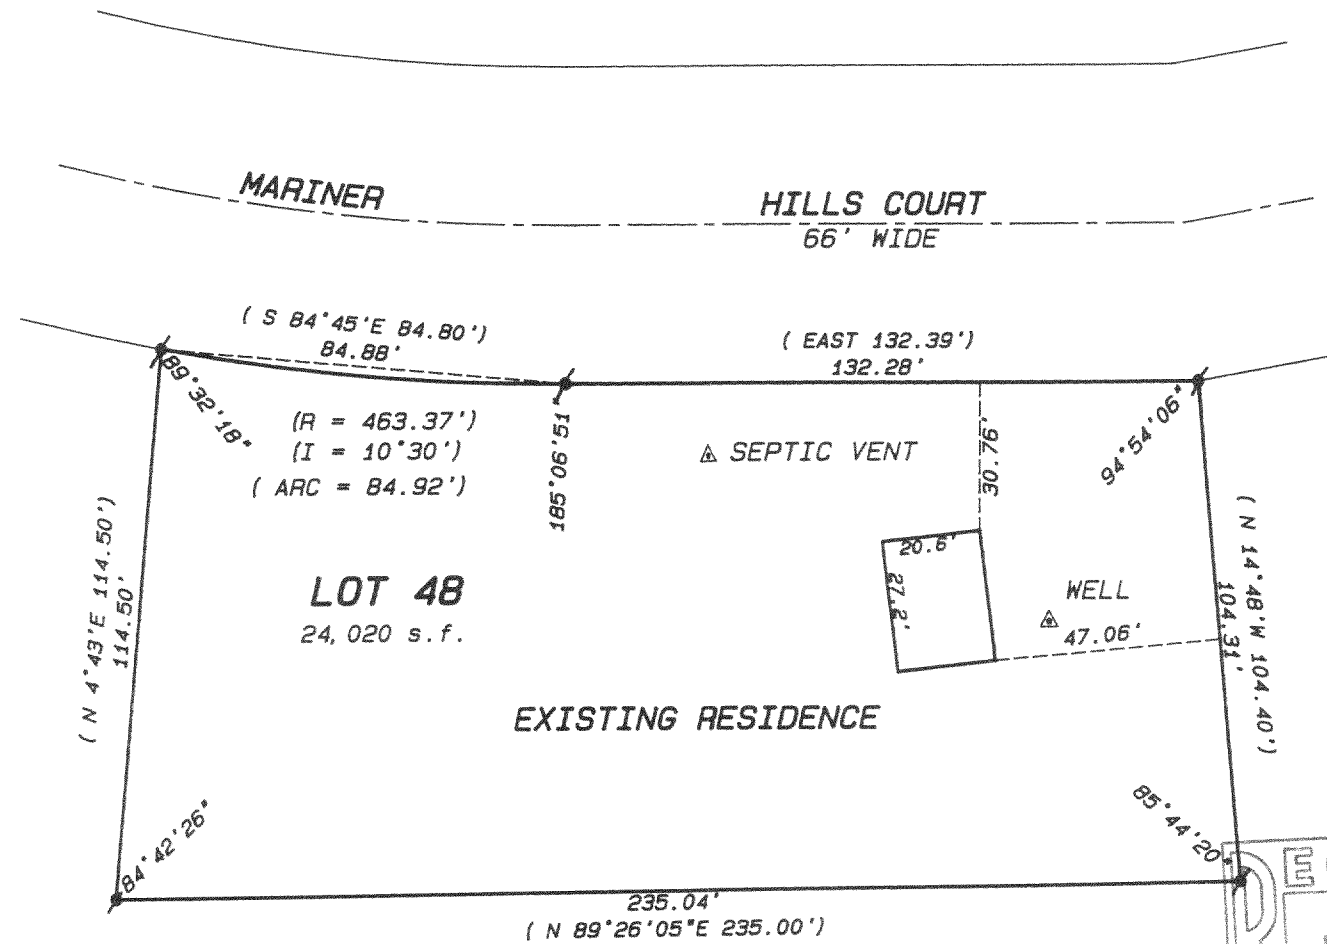 MARINER HILLS COURT
66' WIDE
( S 84°45'E 84.80')
84.88'
( EAST 132.39')
132.28'
89°32'18"
(R = 463.37')
(I = 10°30')
( ARC = 84.92')
185°06'51"
SEPTIC VENT
30.76'
94°54'06"
( N 4°43'E 114.50')
114.50'
LOT 48
24,020 s.f.
20.6'
27.2'
WELL
47.06'
104.31'
( N 14°48'W 104.40')
EXISTING RESIDENCE
84°42'26"
85°44'20"
235.04'
( N 89°26'05"E 235.00')